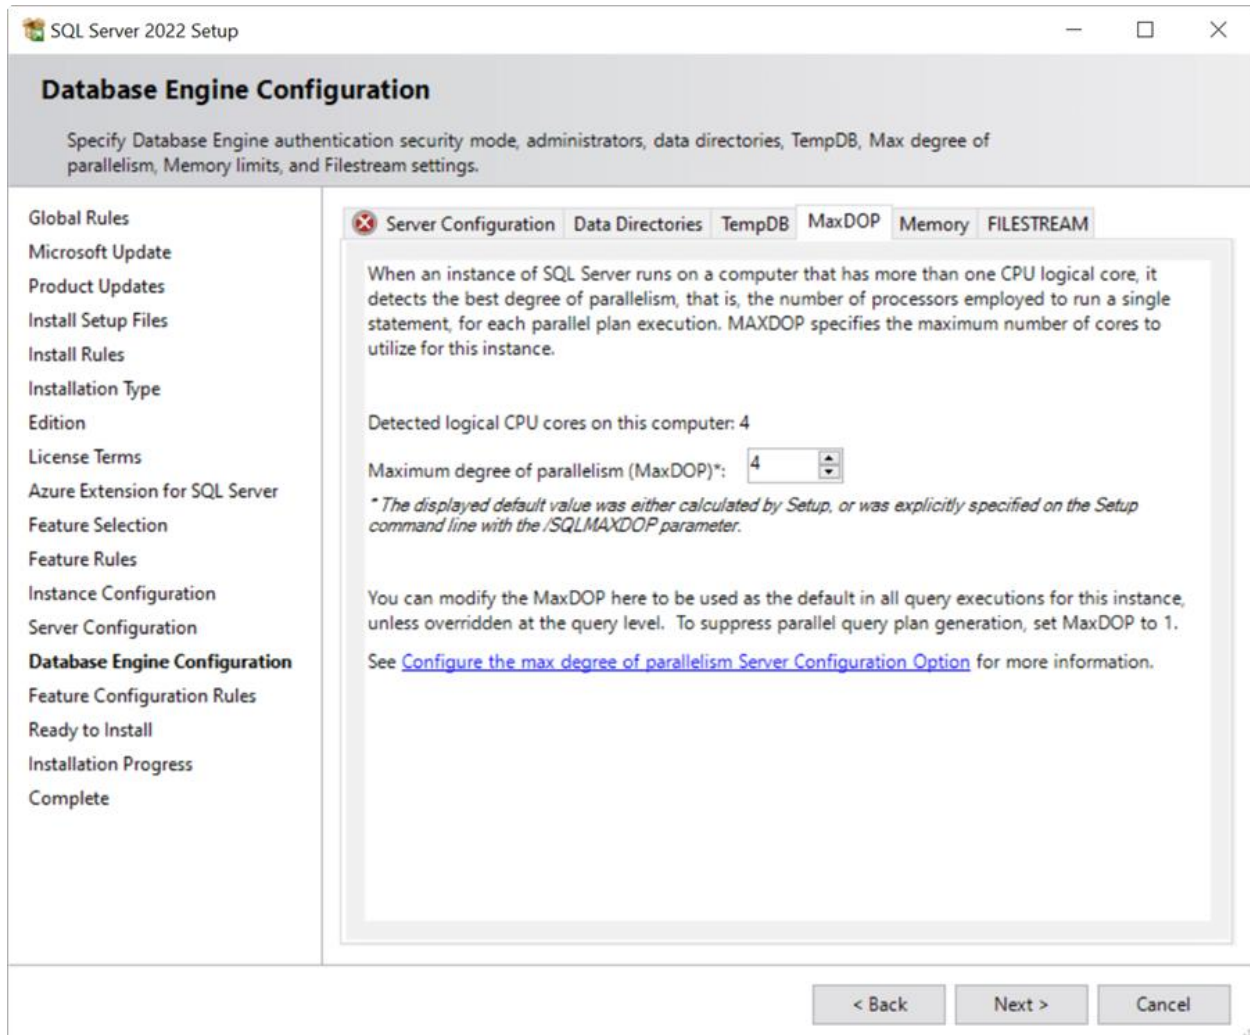 SQL Server 2022 Setup
Database Engine Configuration
Specify Database Engine authentication security mode, administrators, data directories, TempDB, Max degree of
parallelism, Memory limits, and Filestream settings.
Global Rules
Microsoft Update
Product Updates
Install Setup Files
Install Rules
Installation Type
Edition
License Terms
Azure Extension for SQL Server
Feature Selection
Feature Rules
Instance Configuration
Server Configuration
Database Engine Configuration
Feature Configuration Rules
Ready to Install
Installation Progress
Complete
Server Configuration Data Directories TempDB MaxDOP Memory FILESTREAM
When an instance of SQL Server runs on a computer that has more than one CPU logical core, it
detects the best degree of parallelism, that is, the number of processors employed to run a single
statement, for each parallel plan execution. MAXDOP specifies the maximum number of cores to
utilize for this instance.
Detected logical CPU cores on this computer: 4
Maximum degree of parallelism (MaxDOP)*: 4
* The displayed default value was either calculated by Setup, or was explicitly specified on the Setup
command line with the /SQLMAXDOP parameter.
You can modify the MaxDOP here to be used as the default in all query executions for this instance,
unless overridden at the query level. To suppress parallel query plan generation, set MaxDOP to 1.
See Configure the max degree of parallelism Server Configuration Option for more information.
< Back Next > Cancel